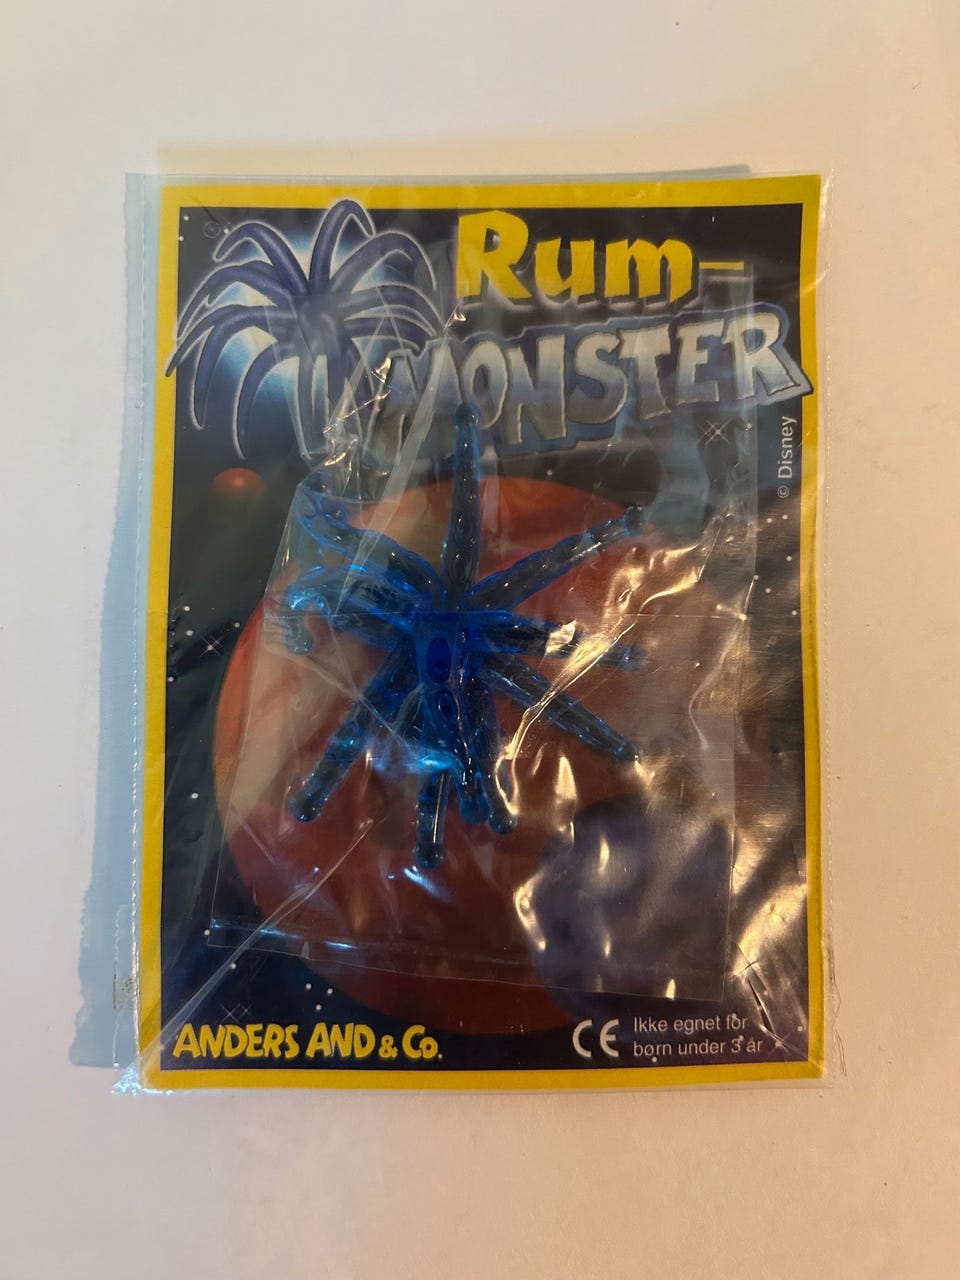 Rum-
MONSTER
© Disney
ANDERS AND & Co.
CE
Ikke egnet for
børn under 3 år